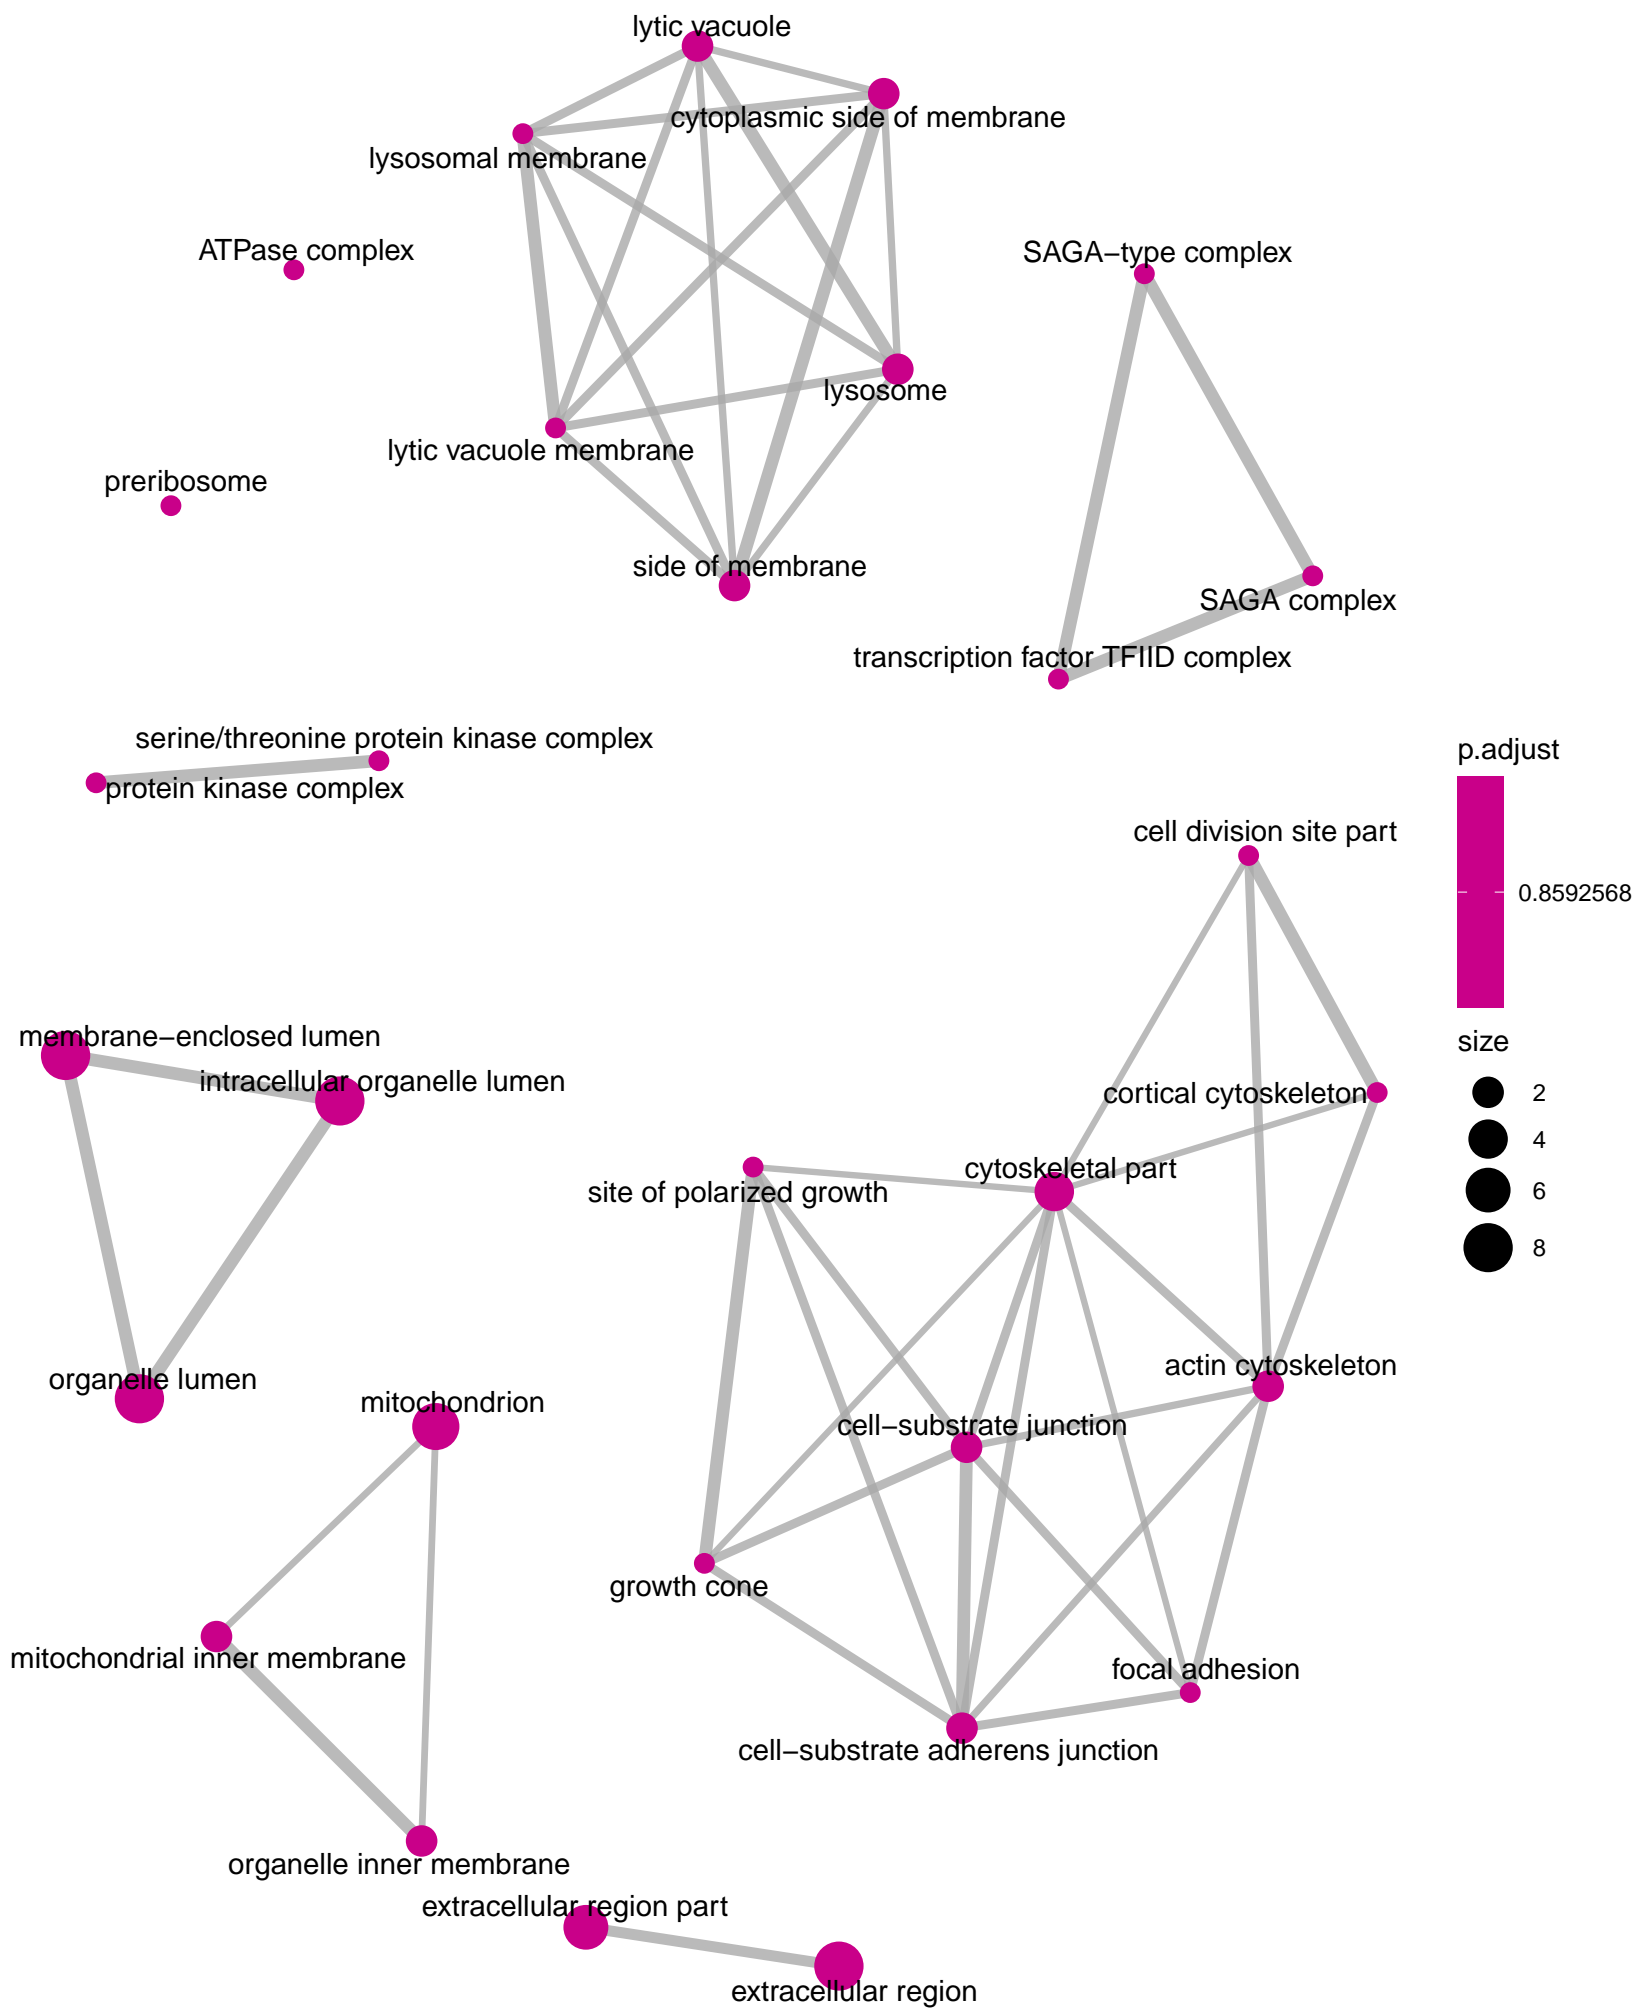 lytic vacuole
cytoplasmic side of membrane
lysosomal membrane
ATPase complex
SAGA−type complex
lysosome
lytic vacuole membrane
preribosome
side of membrane
SAGA complex
transcription factor TFIID complex
serine/threonine protein kinase complex
protein kinase complex
p.adjust
0.8592568
cell division site part
membrane−enclosed lumen
intracellular organelle lumen
size
2
4
6
8
cortical cytoskeleton
cytoskeletal part
site of polarized growth
organelle lumen
mitochondrion
actin cytoskeleton
cell−substrate junction
growth cone
mitochondrial inner membrane
focal adhesion
cell−substrate adherens junction
organelle inner membrane
extracellular region part
extracellular region